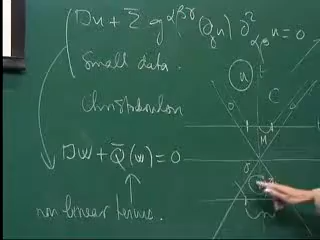 □u + Σ g^{αβγ} (∂_γ u) ∂²_{αβ} u = 0
Small data.
Christodoulou
□w + Q̄(w) = 0
non-linear terms.
u
C
M